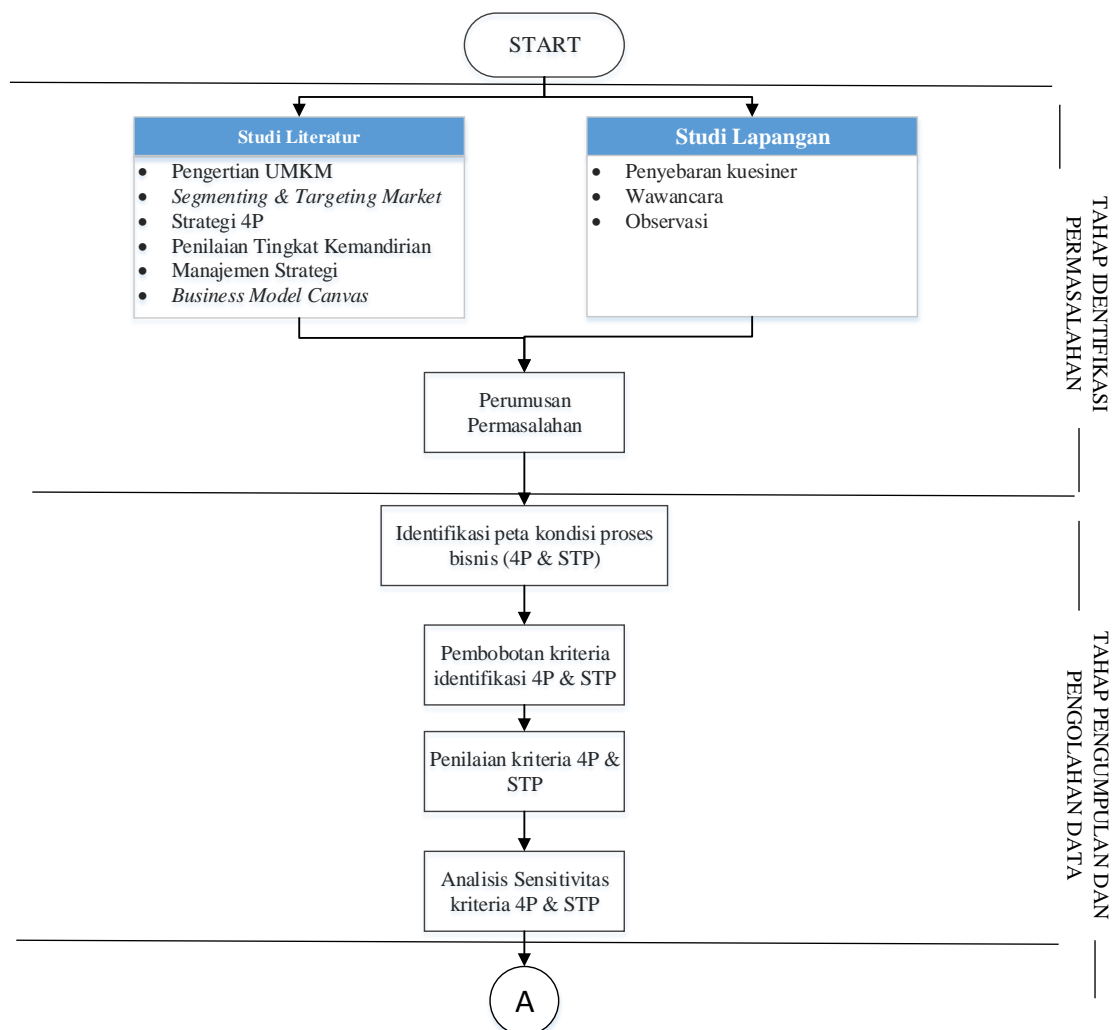 START
Studi Literatur
• Pengertian UMKM
• Segmenting & Targeting Market
• Strategi 4P
• Penilaian Tingkat Kemandirian
• Manajemen Strategi
• Business Model Canvas
Studi Lapangan
• Penyebaran kuesiner
• Wawancara
• Observasi
TAHAP IDENTIFIKASI
PERMASALAHAN
Perumusan
Permasalahan
Identifikasi peta kondisi proses
bisnis (4P & STP)
Pembobotan kriteria
identifikasi 4P & STP
Penilaian kriteria 4P &
STP
Analisis Sensitivitas
kriteria 4P & STP
TAHAP PENGUMPULAN DAN
PENGOLAHAN DATA
A